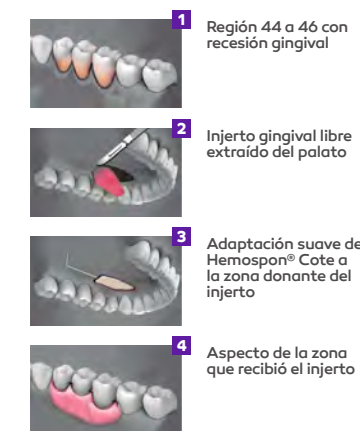 1
Región 44 a 46 con
recesión gingival
2
Injerto gingival libre
extraído del palato
3
Adaptación suave de
Hemospon® Cote a
la zona donante del
injerto
4
Aspecto de la zona
que recibió el injerto